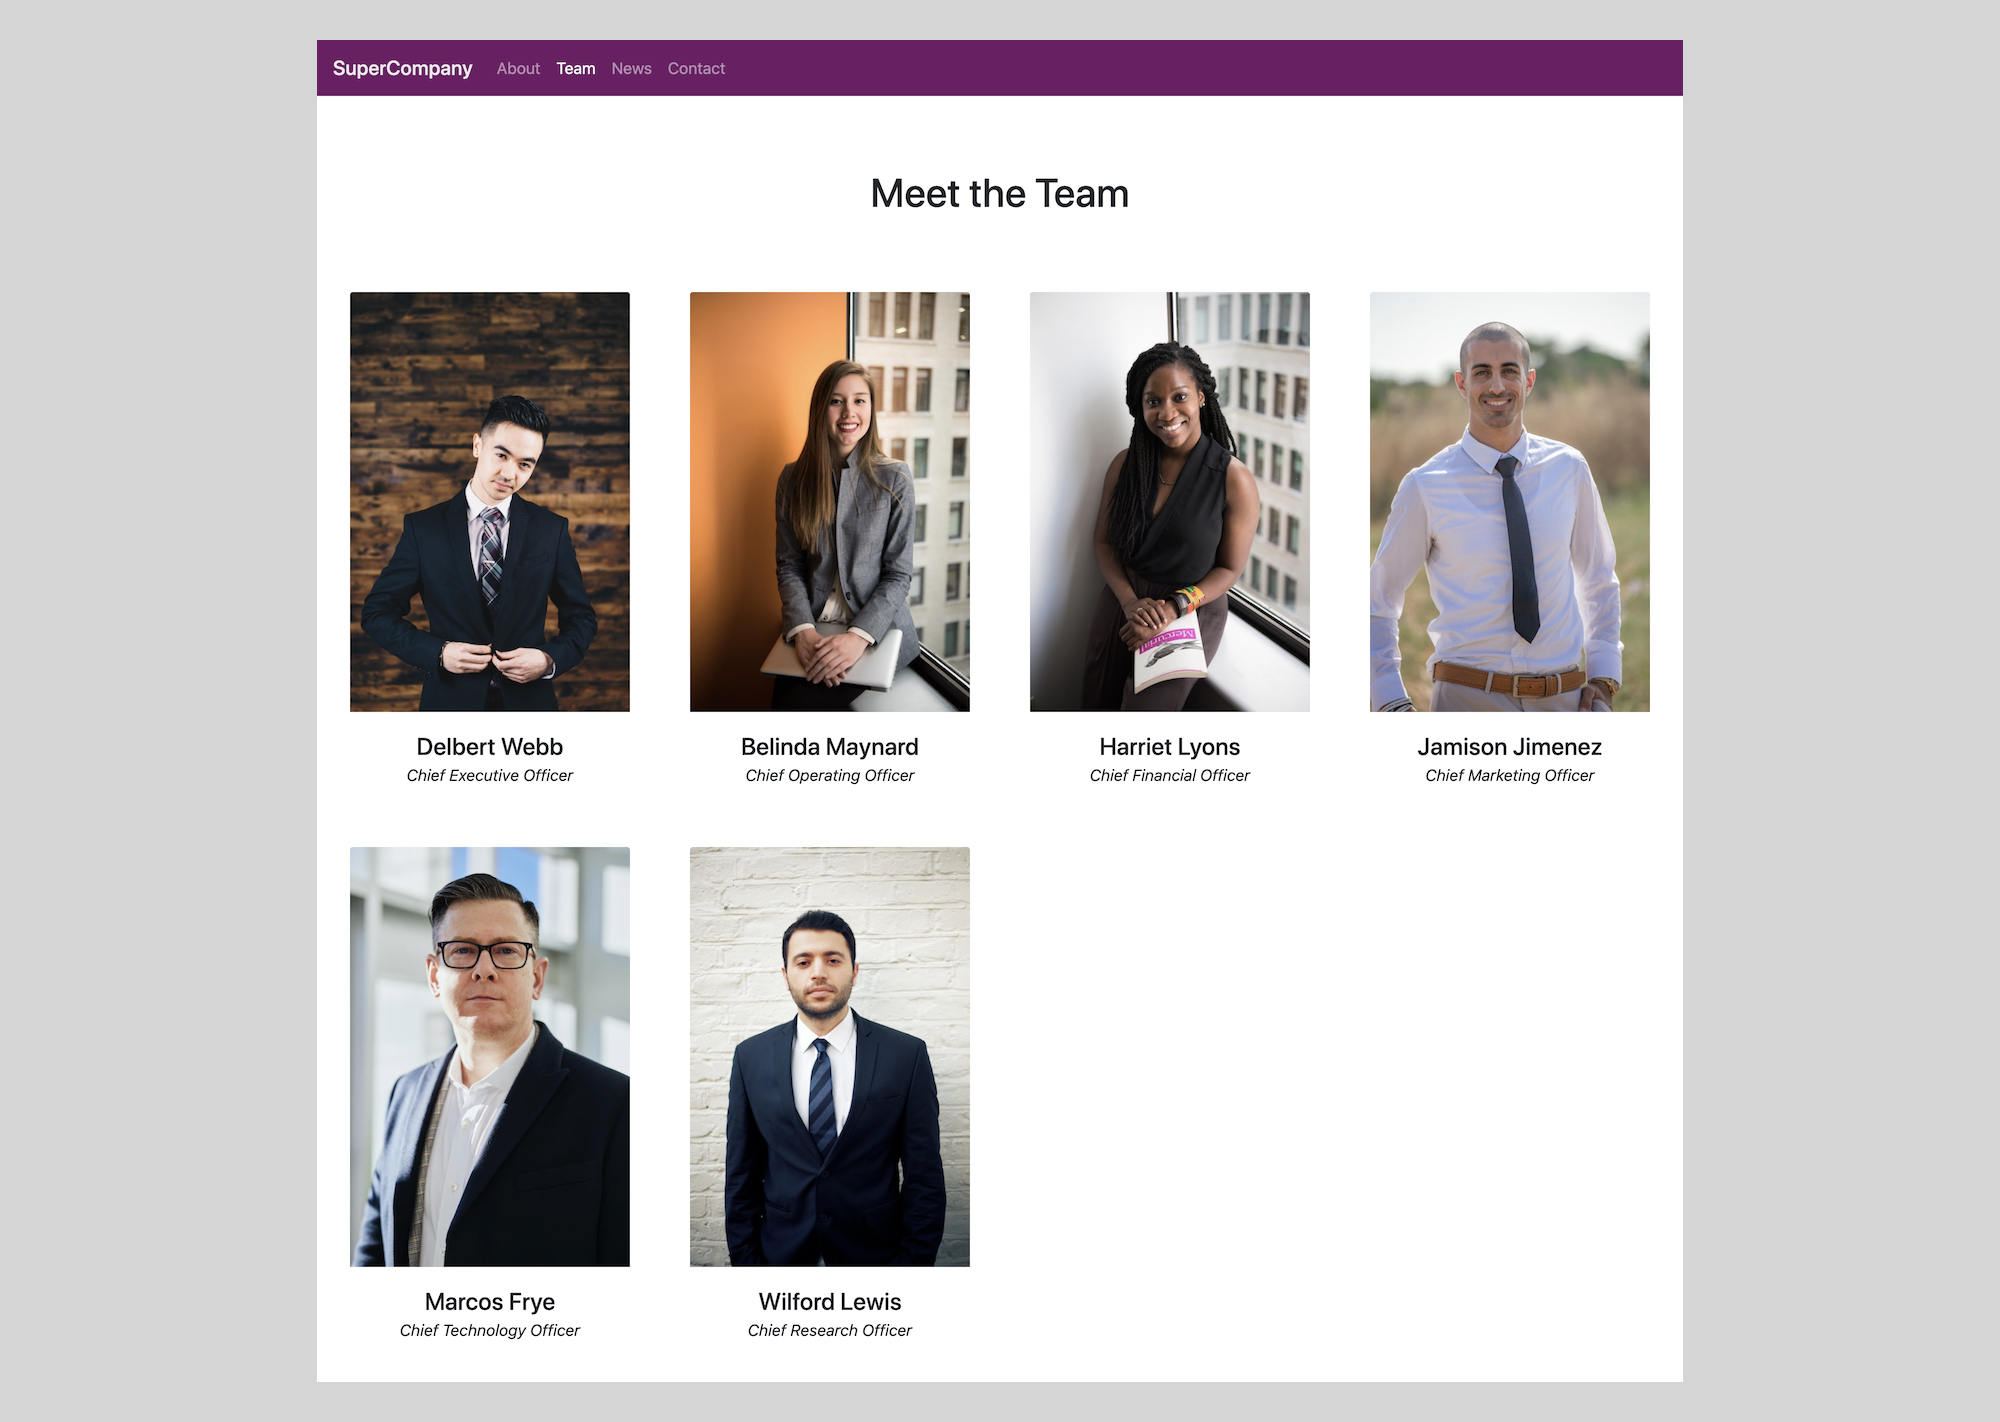 SuperCompany About Team News Contact
Meet the Team
Mercurial
Delbert Webb
Chief Executive Officer
Belinda Maynard
Chief Operating Officer
Harriet Lyons
Chief Financial Officer
Jamison Jimenez
Chief Marketing Officer
Marcos Frye
Chief Technology Officer
Wilford Lewis
Chief Research Officer